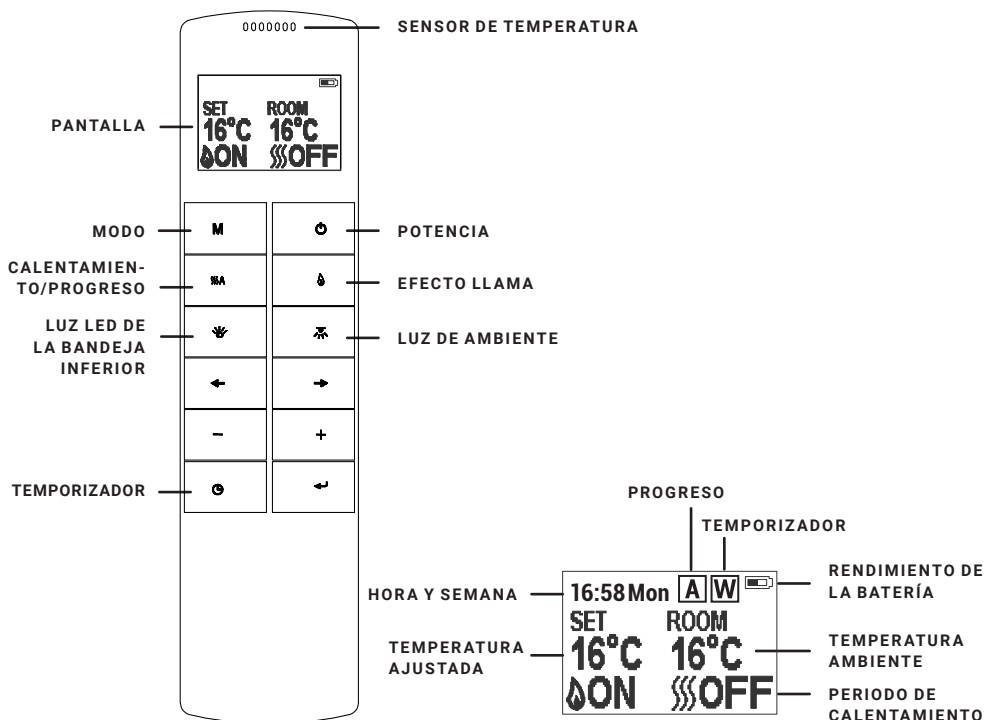 0000000
SENSOR DE TEMPERATURA
PANTALLA
SET ROOM
16°C 16°C
ON OFF
MODO
M
POTENCIA
CALENTAMIEN-
TO/PROGRESO
A
EFECTO LLAMA
LUZ LED DE
LA BANDEJA
INFERIOR
LUZ DE AMBIENTE
← →
− +
TEMPORIZADOR
PROGRESO
TEMPORIZADOR
HORA Y SEMANA
16:58 Mon A W
RENDIMIENTO DE
LA BATERÍA
SET ROOM
16°C 16°C
TEMPERATURA
AJUSTADA
TEMPERATURA
AMBIENTE
ON OFF
PERIODO DE
CALENTAMIENTO